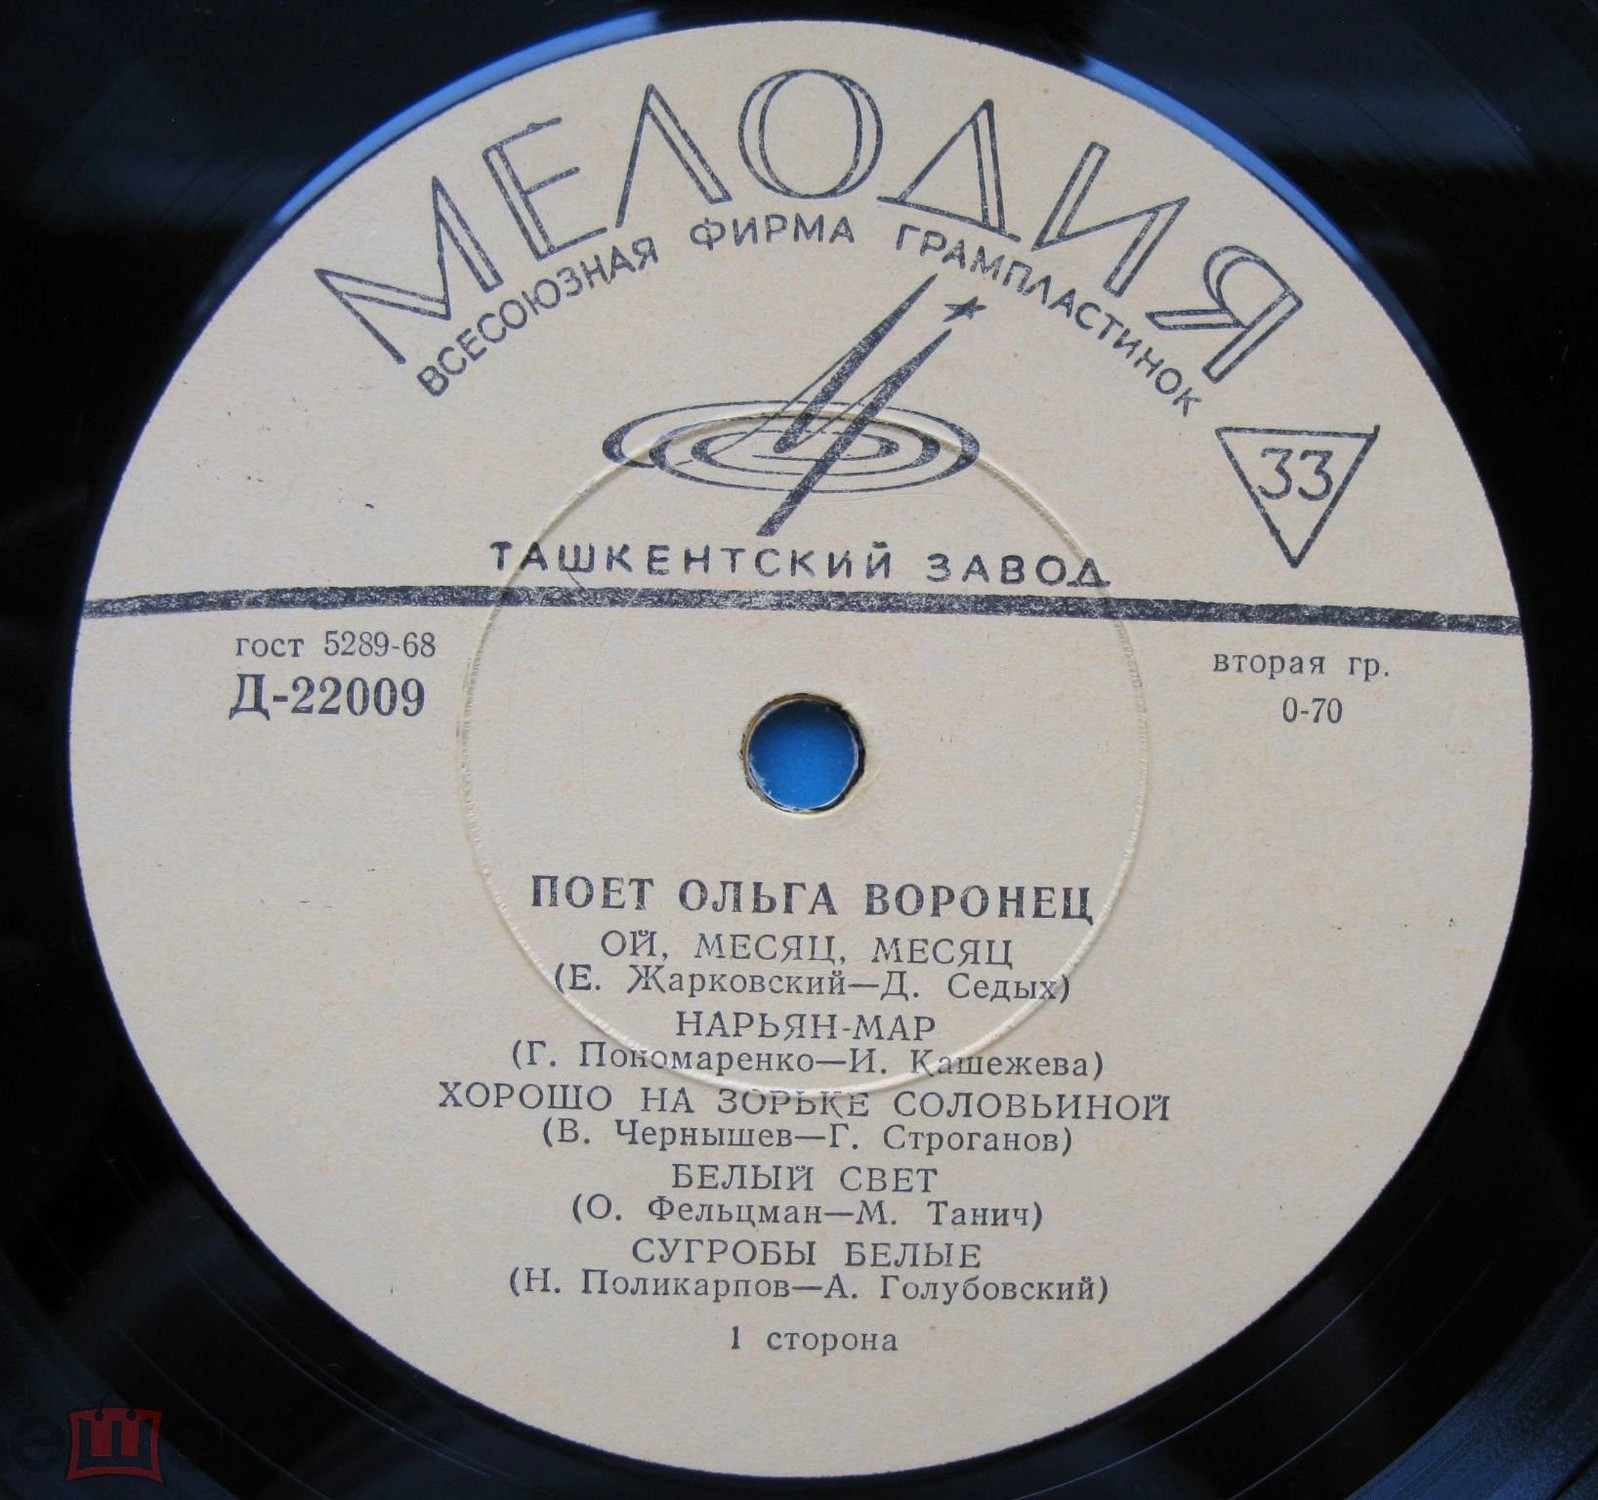 МЕЛОДИЯ
ВСЕСОЮЗНАЯ ФИРМА ГРАМПЛАСТИНОК
33
ТАШКЕНТСКИЙ ЗАВОД
гост 5289-68
Д-22009
вторая гр.
0-70
ПОЕТ ОЛЬГА ВОРОНЕЦ
ОЙ, МЕСЯЦ, МЕСЯЦ
(Е. Жарковский—Д. Седых)
НАРЬЯН-МАР
(Г. Пономаренко—И. Кашежева)
ХОРОШО НА ЗОРЬКЕ СОЛОВЬИНОЙ
(В. Чернышев—Г. Строганов)
БЕЛЫЙ СВЕТ
(О. Фельцман—М. Танич)
СУГРОБЫ БЕЛЫЕ
(Н. Поликарпов—А. Голубовский)
1 сторона